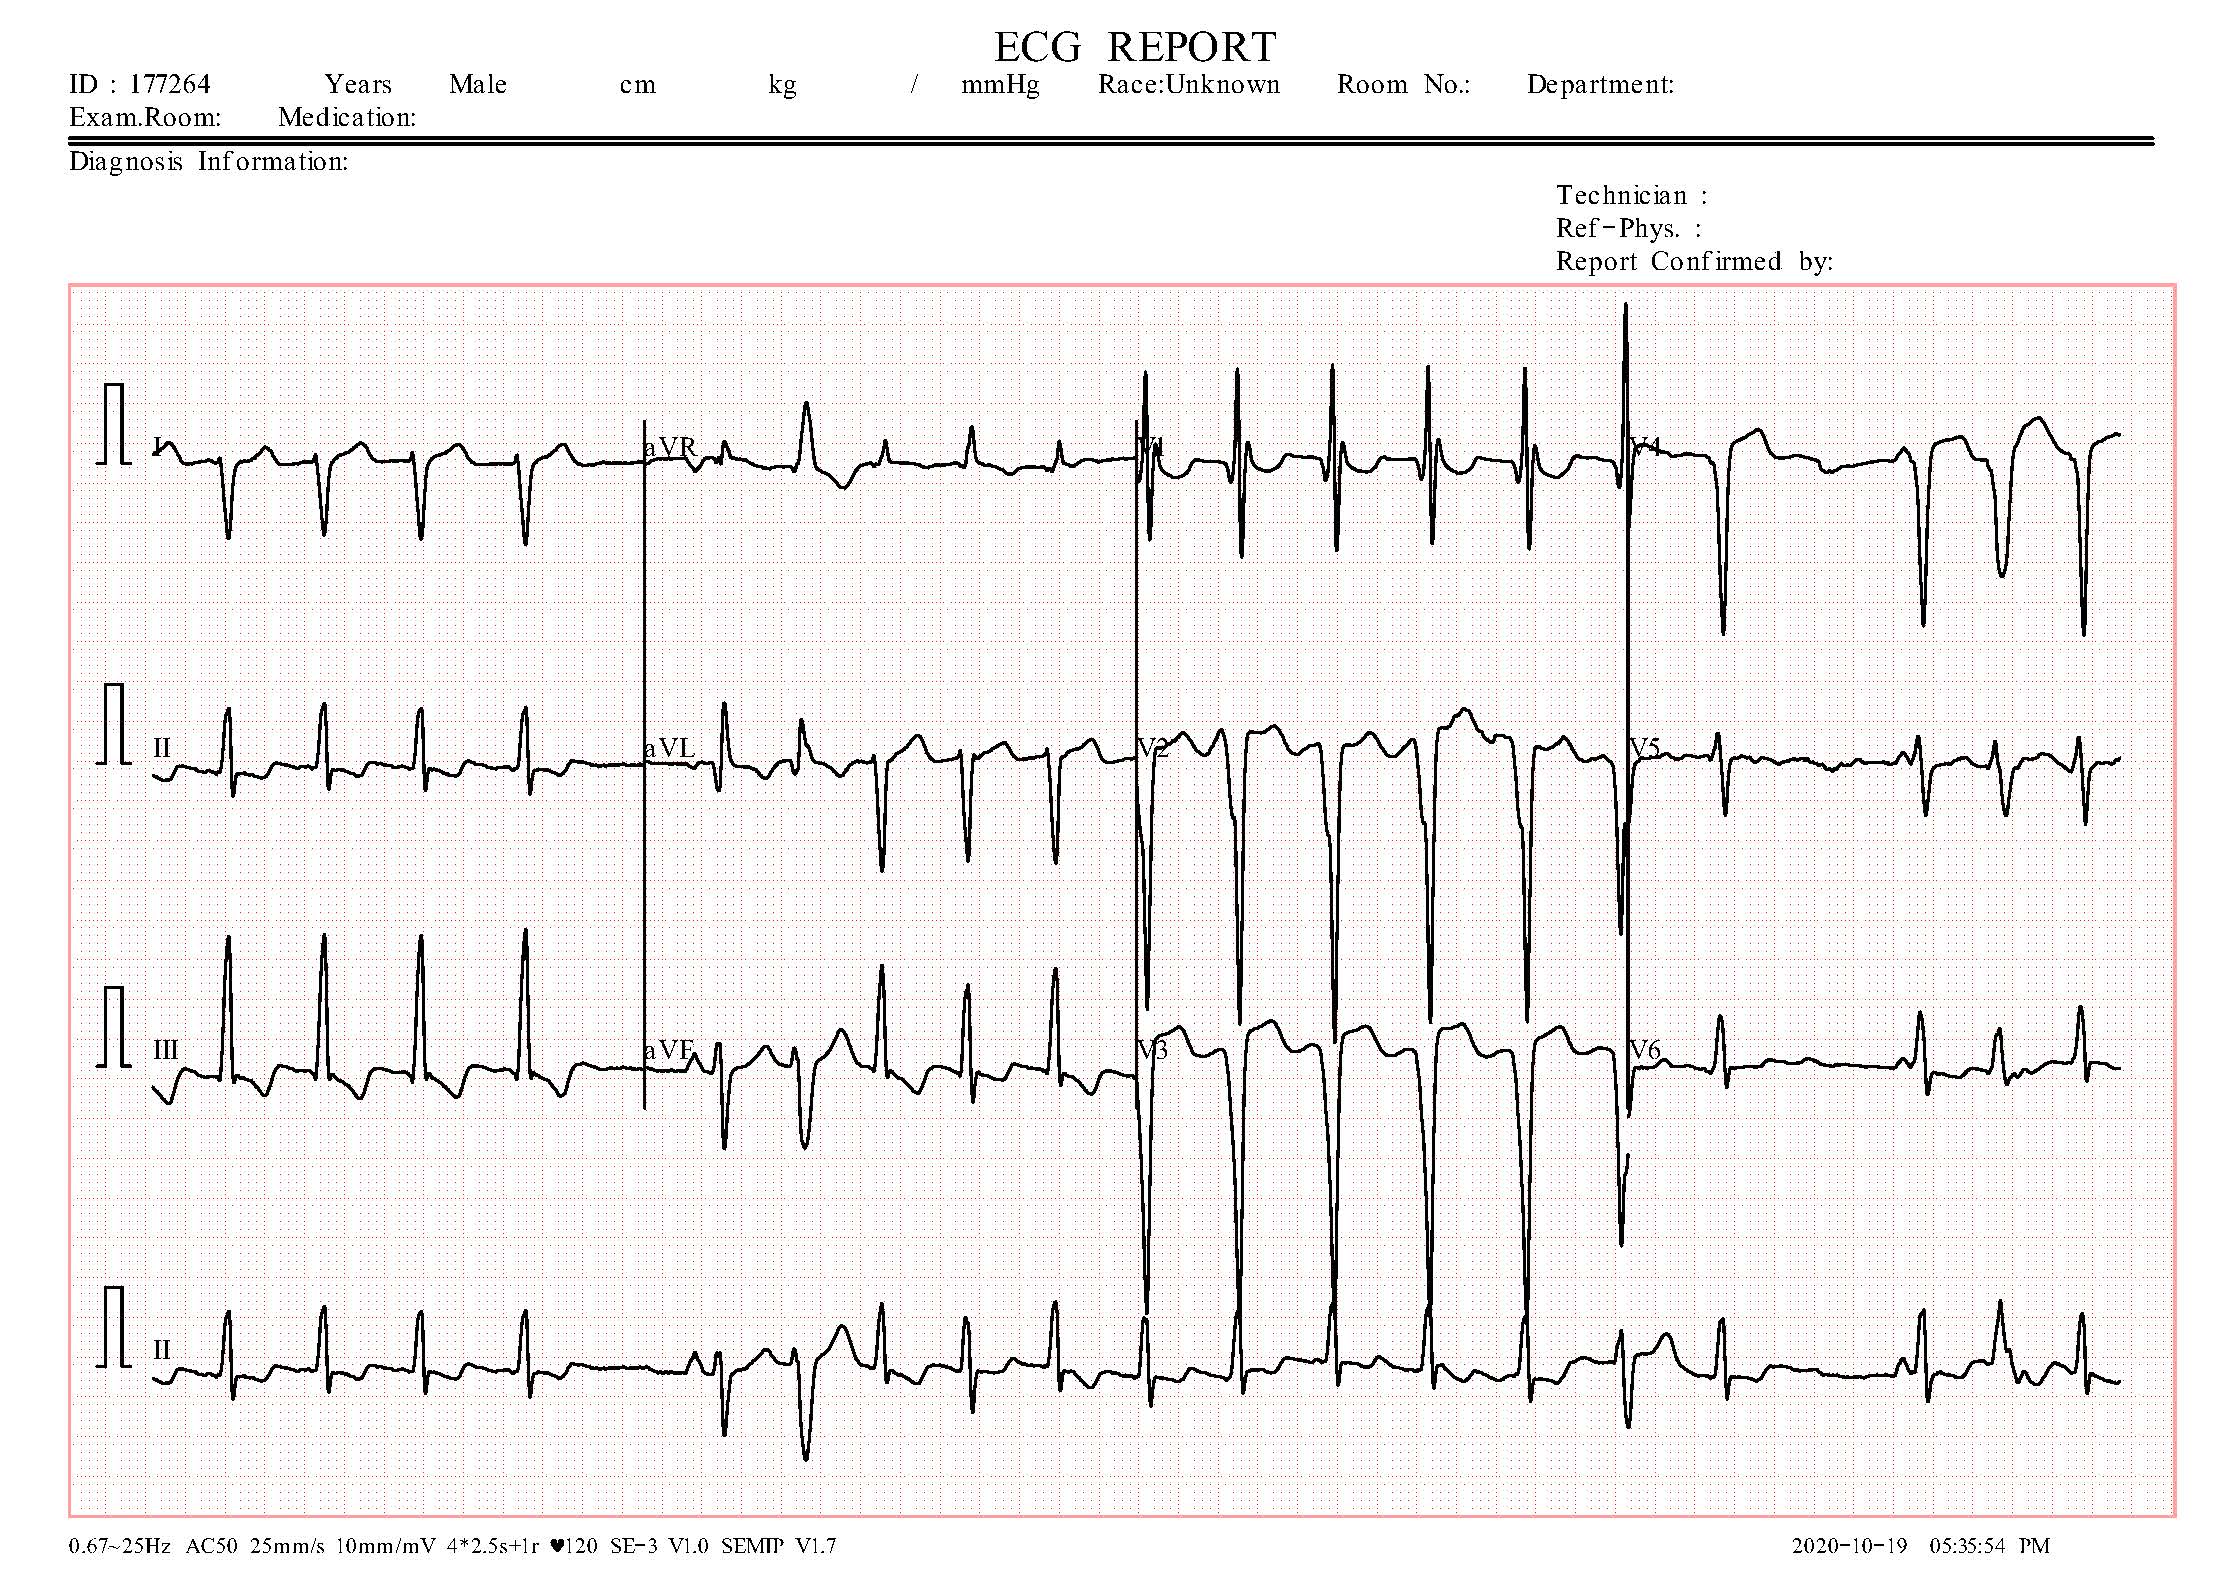 ECG REPORT
ID : 177264 Years Male cm kg / mmHg Race:Unknown Room No.: Department:
Exam.Room: Medication:
Diagnosis Information:
Technician :
Ref-Phys. :
Report Confirmed by:
I aVR V1 V4
II aVL V2 V5
III aVF V3 V6
II
0.67~25Hz AC50 25mm/s 10mm/mV 4*2.5s+1r ♥120 SE-3 V1.0 SEMIP V1.7 2020-10-19 05:35:54 PM